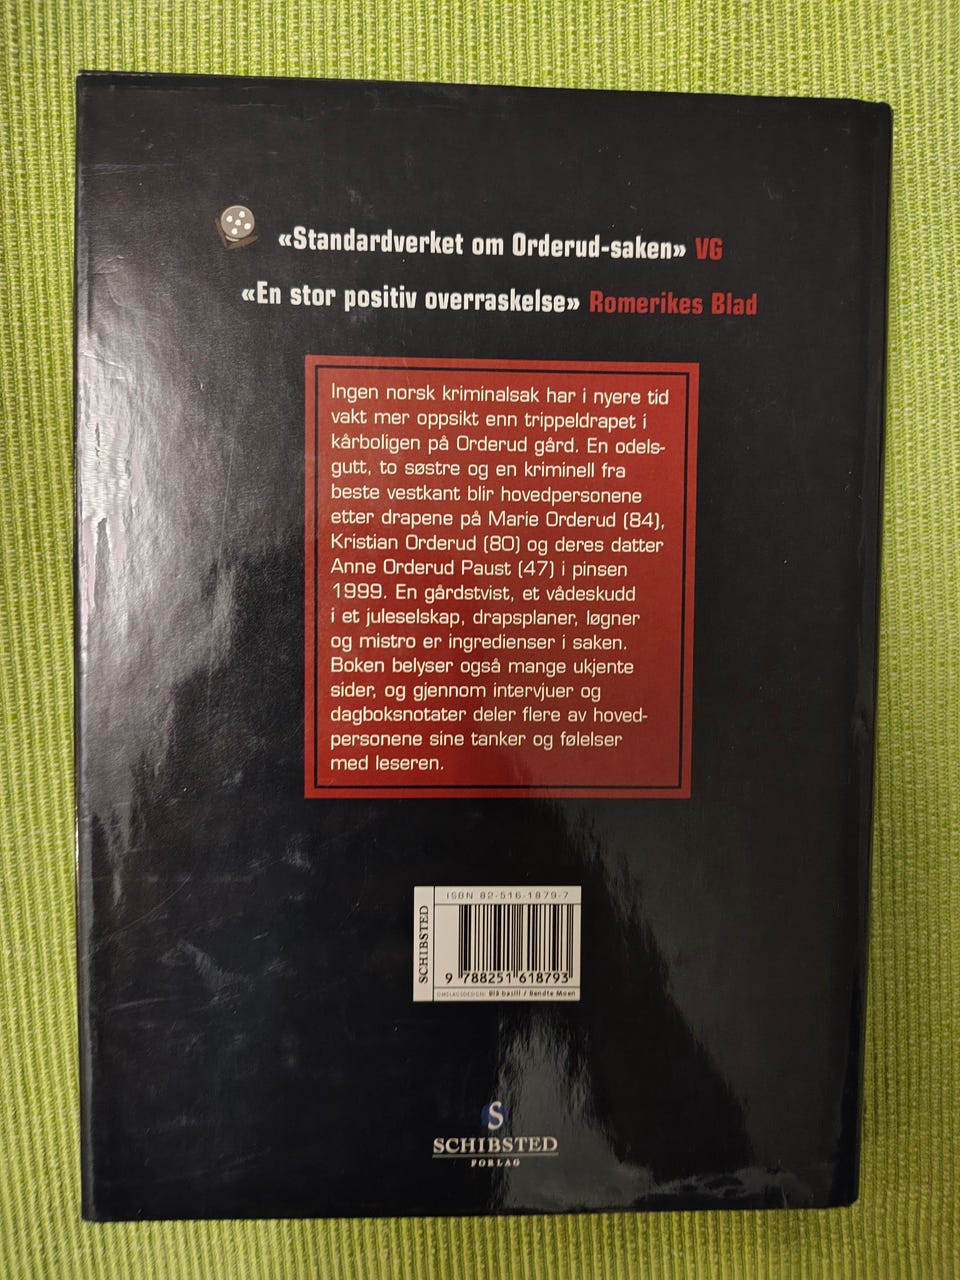 «Standardverket om Orderud-saken» VG
«En stor positiv overraskelse» Romerikes Blad
Ingen norsk kriminalsak har i nyere tid
vakt mer oppsikt enn trippeldrapet i
kårboligen på Orderud gård. En odels-
gutt, to søstre og en kriminell fra
beste vestkant blir hovedpersonene
etter drapene på Marie Orderud (84),
Kristian Orderud (80) og deres datter
Anne Orderud Paust (47) i pinsen
1999. En gårdstvist, et vådeskudd
i et juleselskap, drapsplaner, løgner
og mistro er ingredienser i saken.
Boken belyser også mange ukjente
sider, og gjennom intervjuer og
dagboksnotater deler flere av hoved-
personene sine tanker og følelser
med leseren.
ISBN 82-516-1879-7
SCHIBSTED
9 788251 618793
OMSLAGSDESIGN: Blå basill / Bendte Moen
S
SCHIBSTED
FORLAG